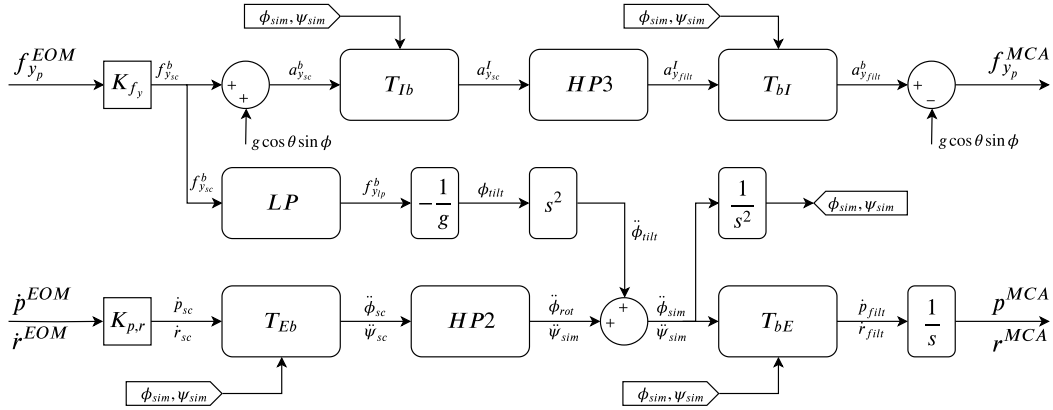 ϕ_sim, ψ_sim
ϕ_sim, ψ_sim
f_{y_p}^{EOM}
K_{f_y}
f_{y_sc}^b
+
+
a_{y_sc}^b
T_{Ib}
a_{y_sc}^I
HP3
a_{y_filt}^I
T_{bI}
a_{y_filt}^b
+
−
f_{y_p}^{MCA}
g cos θ sin ϕ
g cos θ sin ϕ
f_{y_sc}^b
LP
f_{y_lp}^b
−1/g
ϕ_tilt
s^2
1/s^2
ϕ_sim, ψ_sim
ϕ̈_tilt
ṗ^{EOM}
ṙ^{EOM}
K_{p,r}
ṗ_sc
ṙ_sc
T_{Eb}
ϕ̈_sc
ψ̈_sc
HP2
ϕ̈_rot
ψ̈_sim
+
+
ϕ̈_sim
ψ̈_sim
T_{bE}
ṗ_filt
ṙ_filt
1/s
p^{MCA}
r^{MCA}
ϕ_sim, ψ_sim
ϕ_sim, ψ_sim